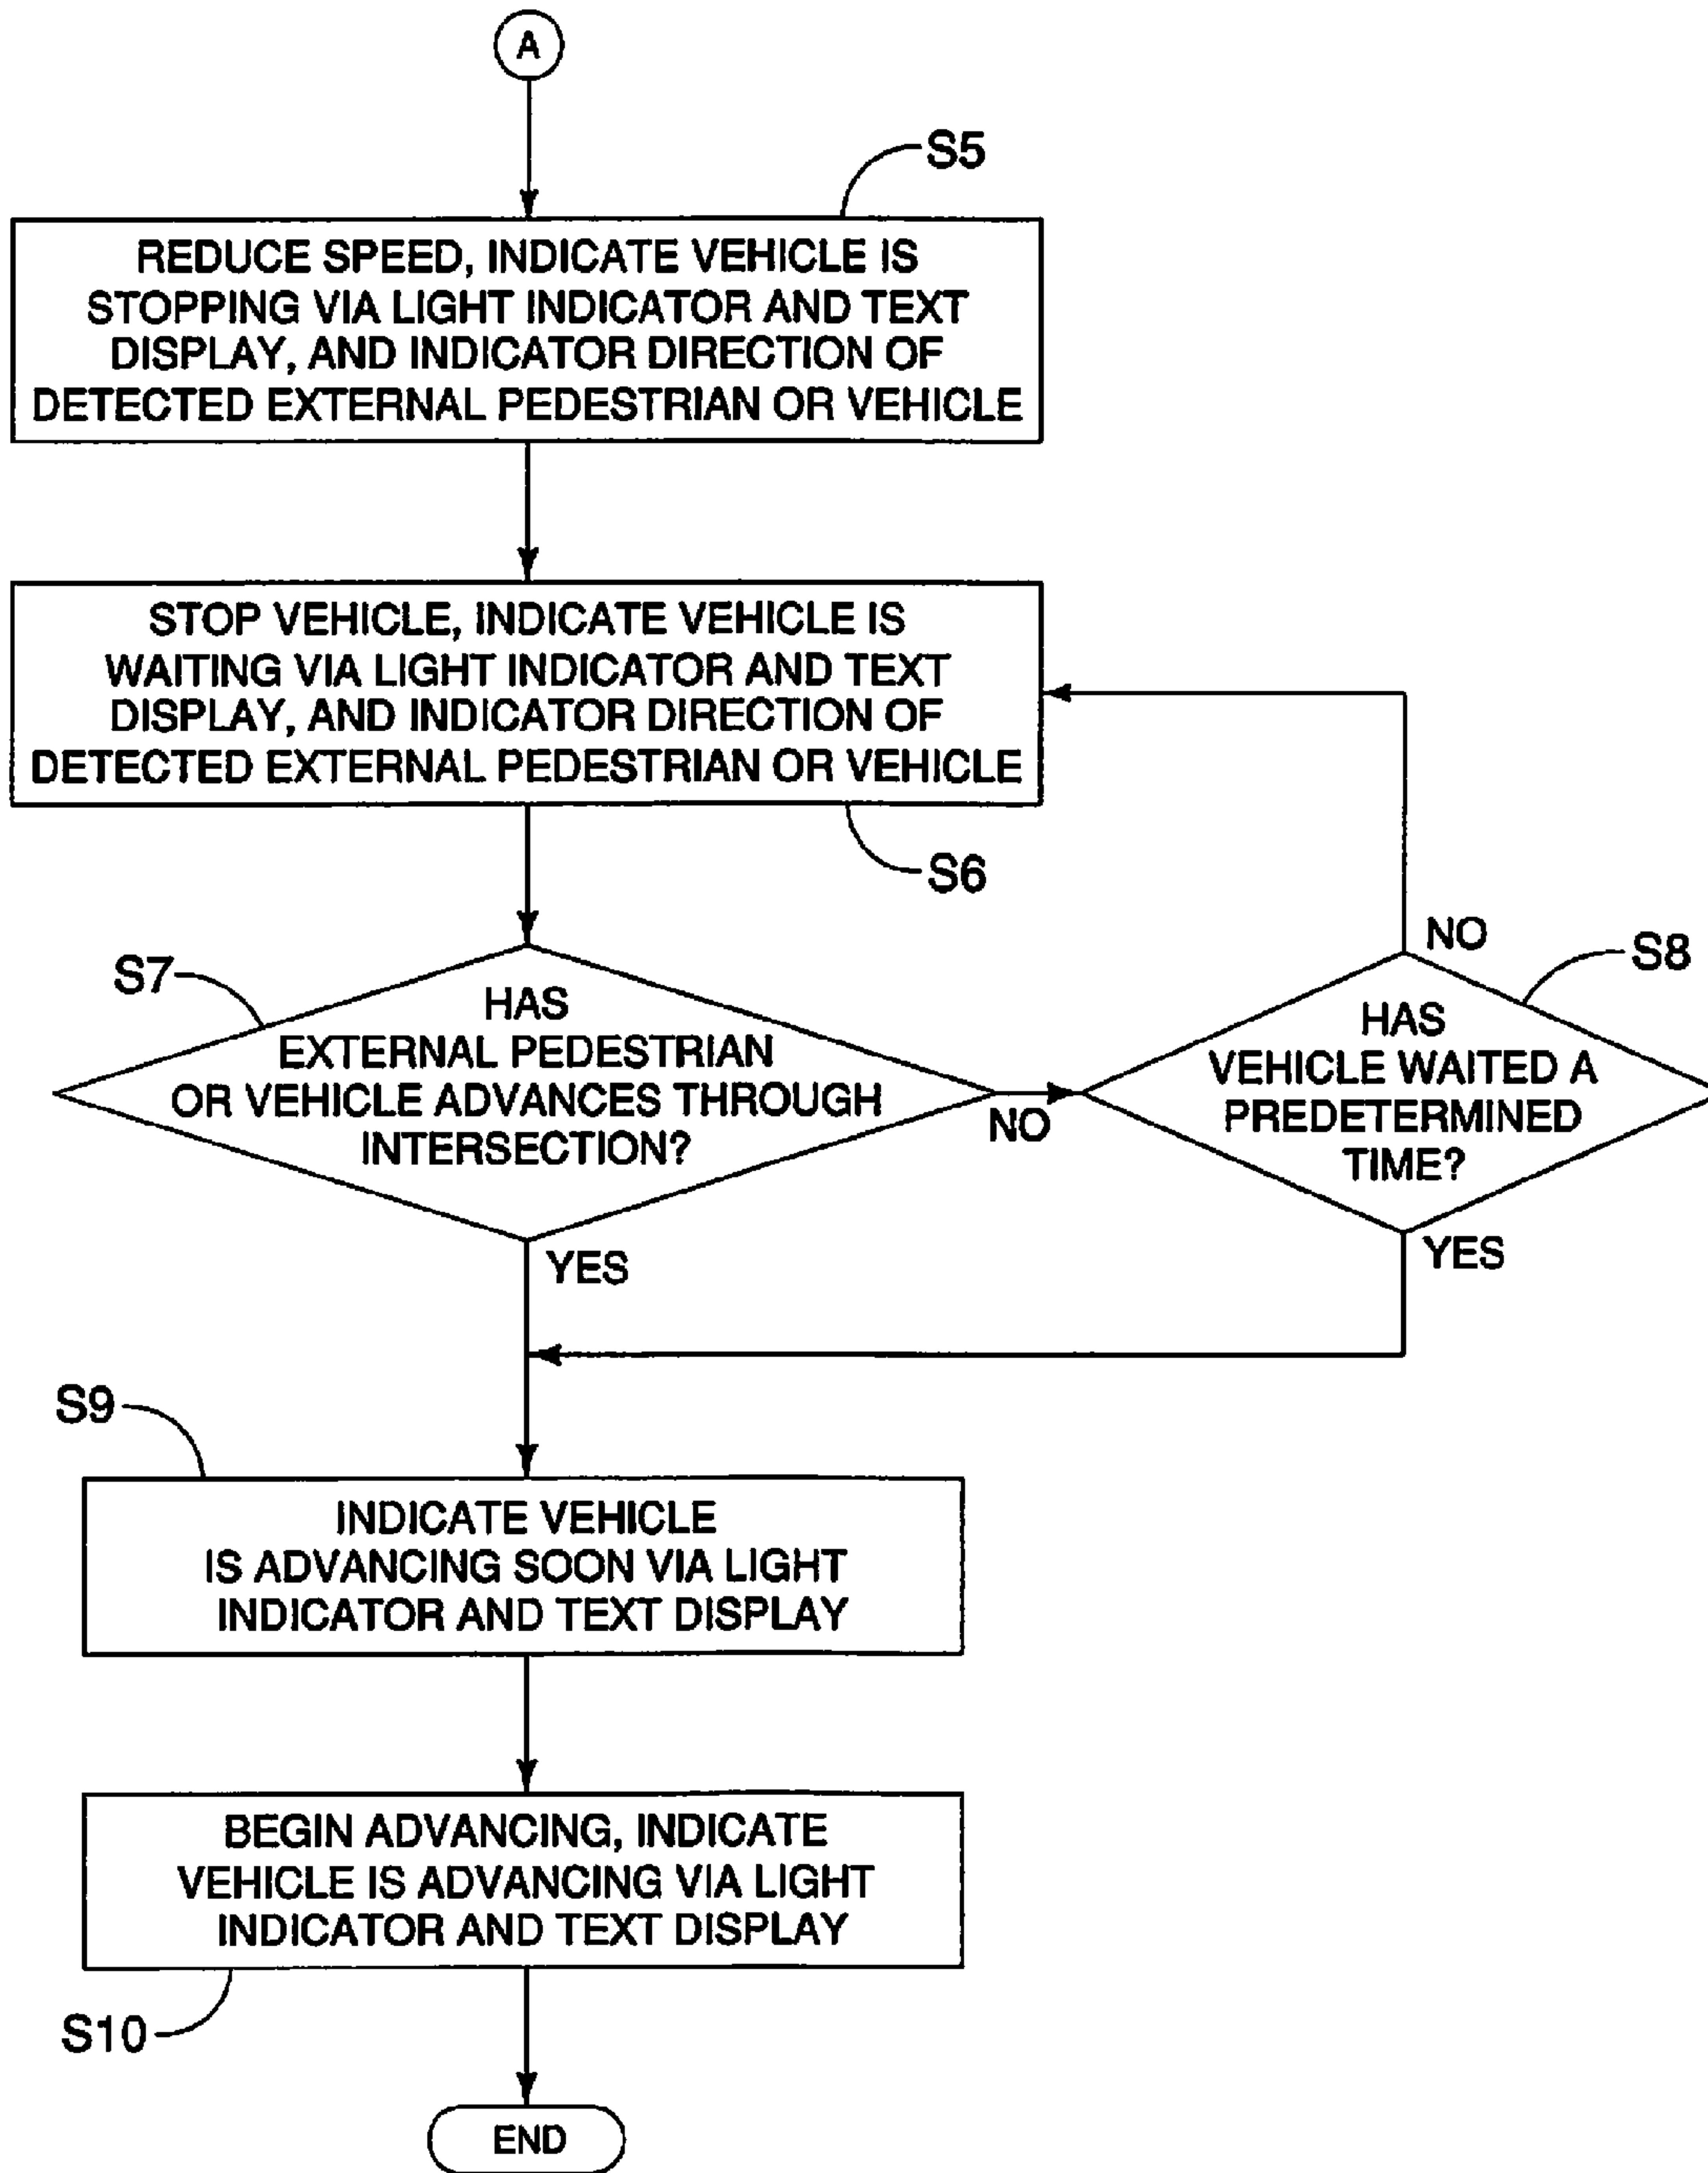 A
S5
REDUCE SPEED, INDICATE VEHICLE IS
STOPPING VIA LIGHT INDICATOR AND TEXT
DISPLAY, AND INDICATOR DIRECTION OF
DETECTED EXTERNAL PEDESTRIAN OR VEHICLE
STOP VEHICLE, INDICATE VEHICLE IS
WAITING VIA LIGHT INDICATOR AND TEXT
DISPLAY, AND INDICATOR DIRECTION OF
DETECTED EXTERNAL PEDESTRIAN OR VEHICLE
S6
S7
HAS
EXTERNAL PEDESTRIAN
OR VEHICLE ADVANCES THROUGH
INTERSECTION?
NO
YES
NO
S8
HAS
VEHICLE WAITED A
PREDETERMINED
TIME?
YES
S9
INDICATE VEHICLE
IS ADVANCING SOON VIA LIGHT
INDICATOR AND TEXT DISPLAY
BEGIN ADVANCING, INDICATE
VEHICLE IS ADVANCING VIA LIGHT
INDICATOR AND TEXT DISPLAY
S10
END